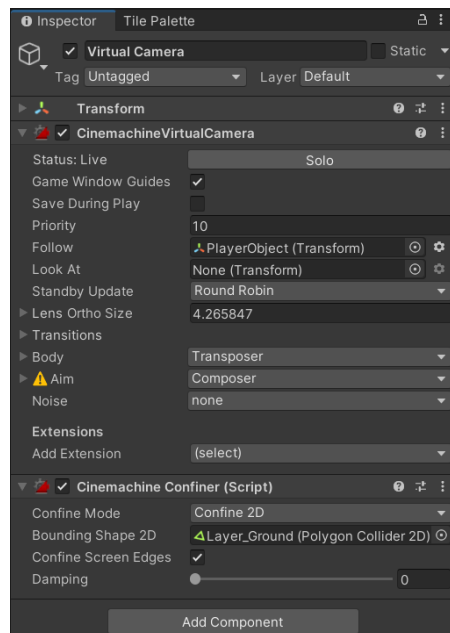 Inspector Tile Palette
Virtual Camera Static
Tag Untagged Layer Default
Transform
CinemachineVirtualCamera
Status: Live Solo
Game Window Guides
Save During Play
Priority 10
Follow PlayerObject (Transform)
Look At None (Transform)
Standby Update Round Robin
Lens Ortho Size 4.265847
Transitions
Body Transposer
Aim Composer
Noise none
Extensions
Add Extension (select)
Cinemachine Confiner (Script)
Confine Mode Confine 2D
Bounding Shape 2D Layer_Ground (Polygon Collider 2D)
Confine Screen Edges
Damping 0
Add Component